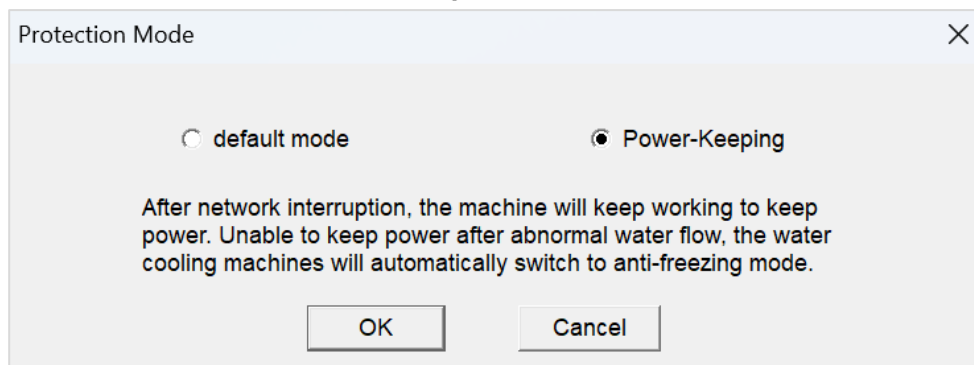 Protection Mode
default mode
Power-Keeping
After network interruption, the machine will keep working to keep
power. Unable to keep power after abnormal water flow, the water
cooling machines will automatically switch to anti-freezing mode.
OK
Cancel